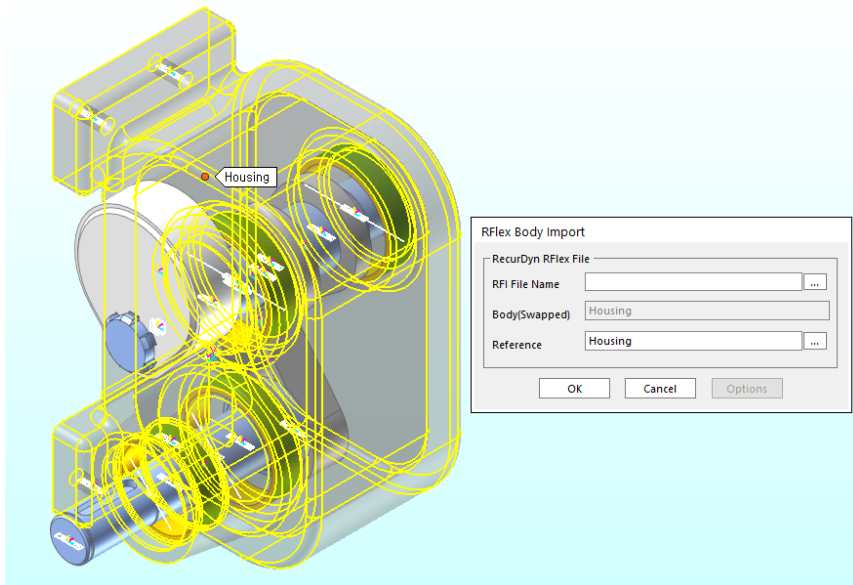 Housing
RFlex Body Import
RecurDyn RFlex File
RFI File Name
...
Body(Swapped) Housing
Reference Housing ...
OK Cancel Options